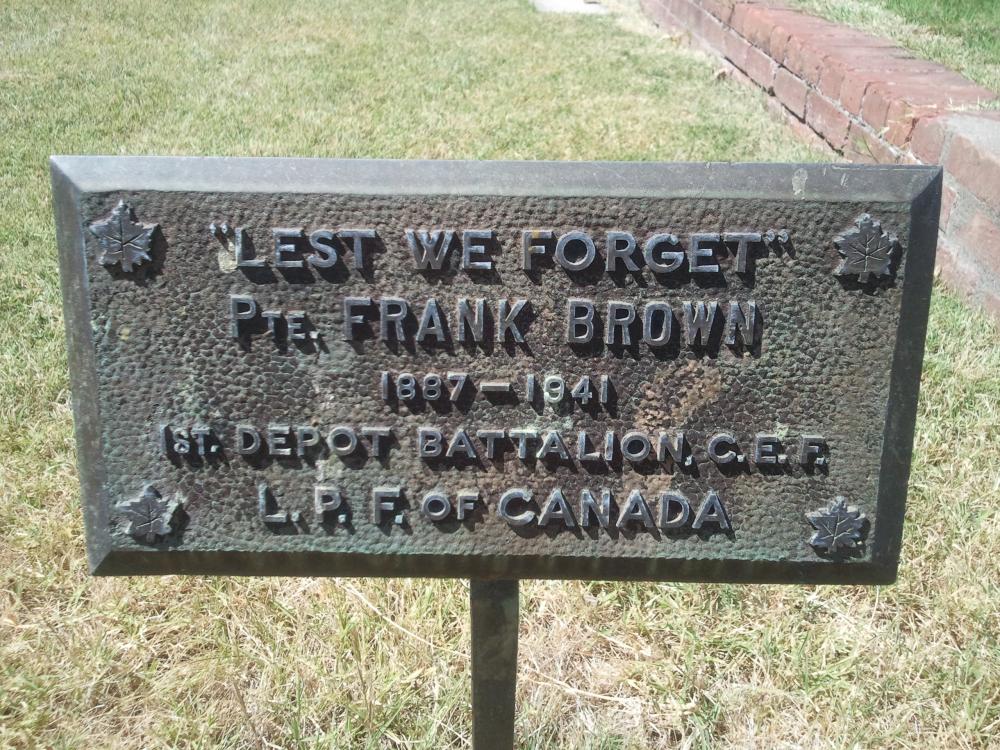 "LEST WE FORGET"
PTE. FRANK BROWN
1887—1941
1ST. DEPOT BATTALION, C.E.F.
L. P. F. OF CANADA